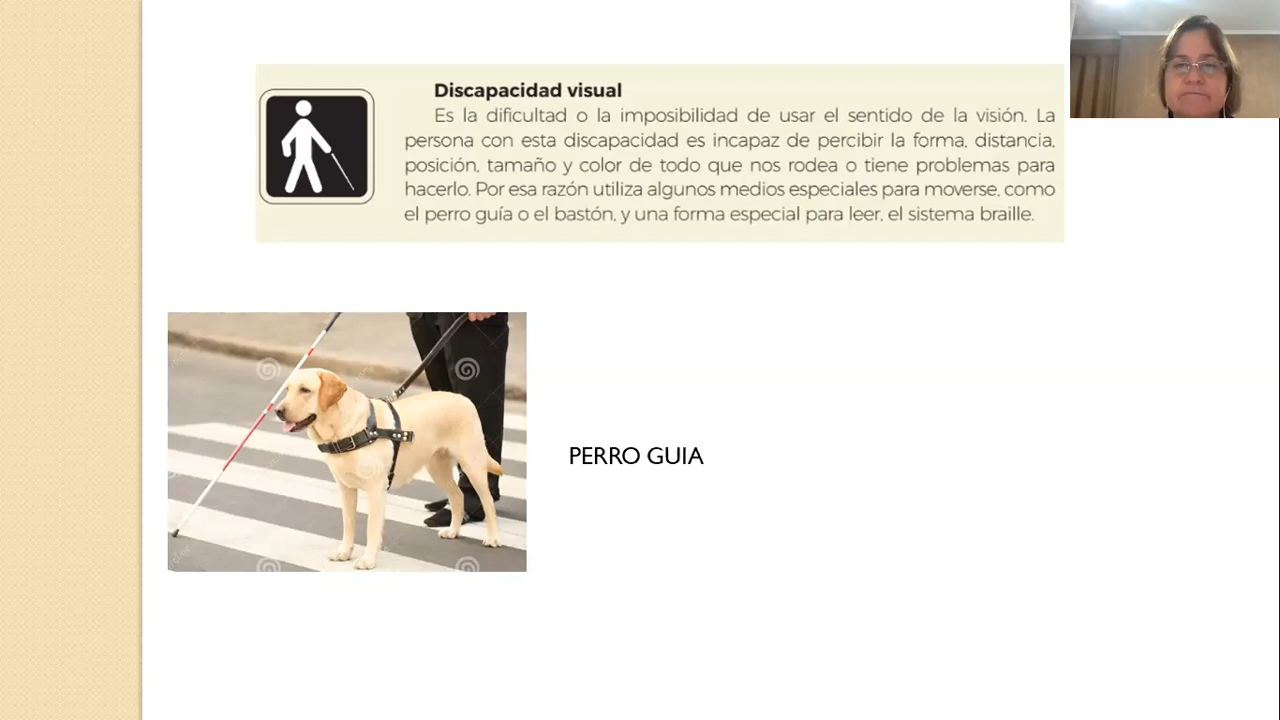 Discapacidad visual
Es la dificultad o la imposibilidad de usar el sentido de la visión. La
persona con esta discapacidad es incapaz de percibir la forma, distancia,
posición, tamaño y color de todo que nos rodea o tiene problemas para
hacerlo. Por esa razón utiliza algunos medios especiales para moverse, como
el perro guía o el bastón, y una forma especial para leer, el sistema braille.
PERRO GUIA